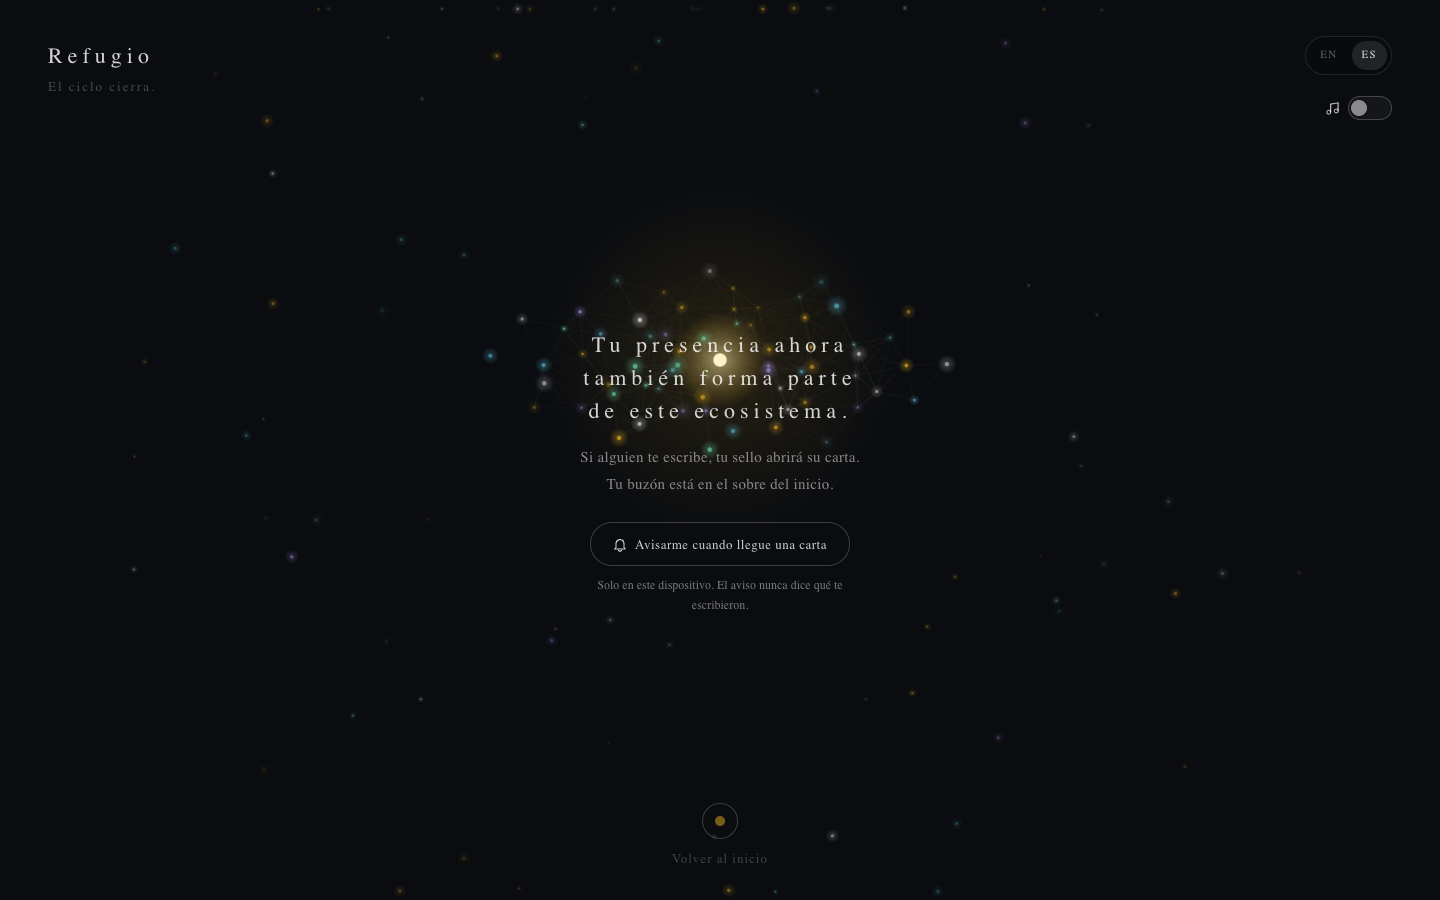 Refugio
El ciclo cierra.
EN ES
Tu presencia ahora
también forma parte
de este ecosistema.
Si alguien te escribe, tu sello abrirá su carta.
Tu buzón está en el sobre del inicio.
Avisarme cuando llegue una carta
Solo en este dispositivo. El aviso nunca dice qué te
escribieron.
Volver al inicio